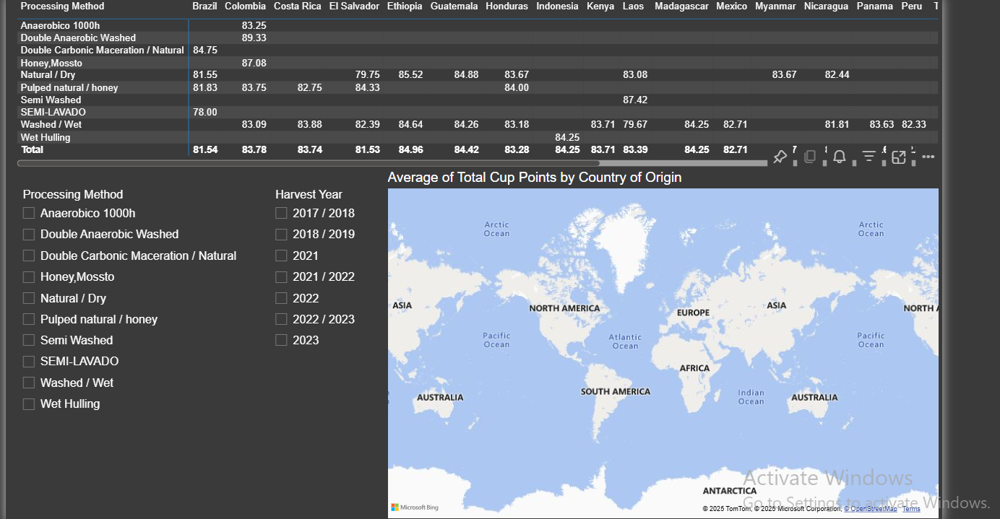 Processing Method Brazil Colombia Costa Rica El Salvador Ethiopia Guatemala Honduras Indonesia Kenya Laos Madagascar Mexico Myanmar Nicaragua Panama Peru
Anaerobico 1000h 83.25
Double Anaerobic Washed 89.33
Double Carbonic Maceration / Natural 84.75
Honey,Mossto 87.08
Natural / Dry 81.55 79.75 85.52 84.88 83.67 83.08 83.67 82.44
Pulped natural / honey 81.83 83.75 82.75 84.33 84.00
Semi Washed 87.42
SEMI-LAVADO 78.00
Washed / Wet 83.09 83.88 82.39 84.64 84.26 83.18 83.71 79.67 84.25 82.71 81.81 83.63 82.33
Wet Hulling 84.25
Total 81.54 83.78 83.74 81.53 84.96 84.42 83.28 84.25 83.71 83.39 84.25 82.71
Average of Total Cup Points by Country of Origin
Processing Method
Anaerobico 1000h
Double Anaerobic Washed
Double Carbonic Maceration / Natural
Honey,Mossto
Natural / Dry
Pulped natural / honey
Semi Washed
SEMI-LAVADO
Washed / Wet
Wet Hulling
Harvest Year
2017 / 2018
2018 / 2019
2021
2021 / 2022
2022
2022 / 2023
2023
Arctic
Ocean
Arctic
Ocean
ASIA
NORTH AMERICA
EUROPE
ASIA
NORTH
Pacific
Ocean
Atlantic
Ocean
Pacific
Ocean
AFRICA
SOUTH AMERICA
Indian
Ocean
AUSTRALIA
AUSTRALIA
ANTARCTICA
Microsoft Bing
© 2025 TomTom, © 2025 Microsoft Corporation, © OpenStreetMap Terms
Activate Windows
Go to Settings to activate Windows.